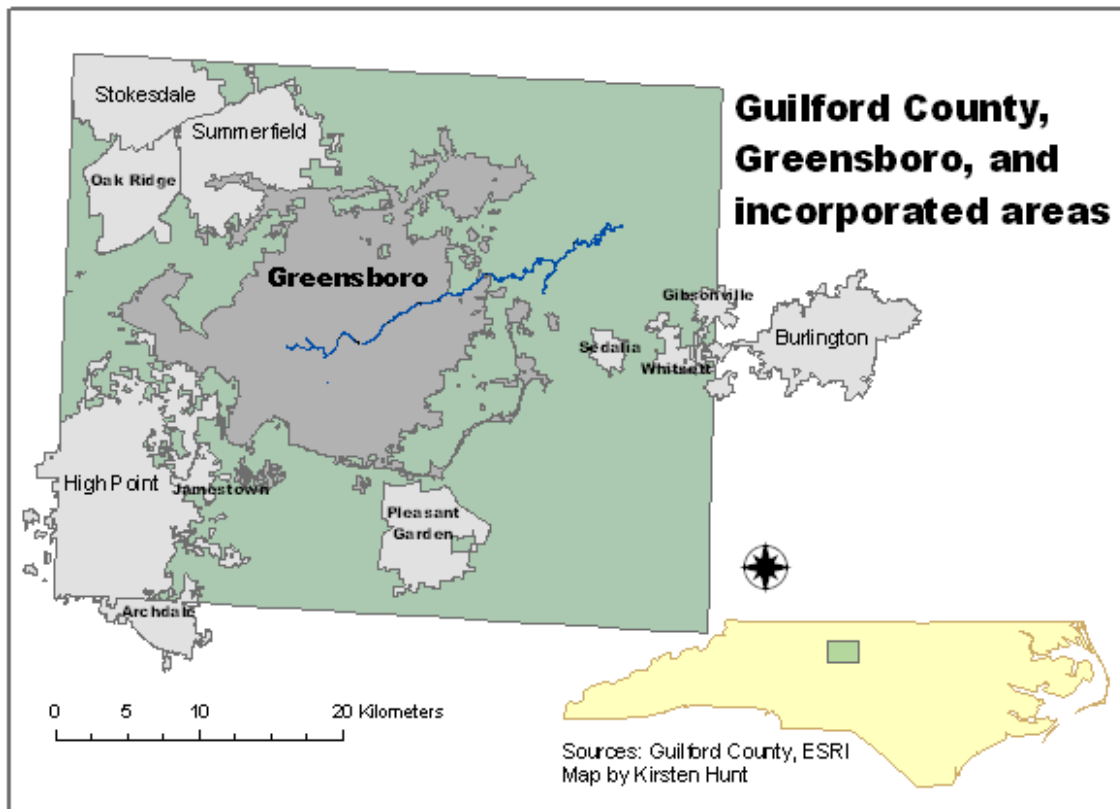 Guilford County,
Greensboro, and
incorporated areas
Stokesdale
Summerfield
Oak Ridge
Greensboro
Gibsonville
Burlington
Sedalia
Whitsett
High Point
Jamestown
Pleasant
Garden
Archdale
0 5 10 20 Kilometers
Sources: Guilford County, ESRI
Map by Kirsten Hunt